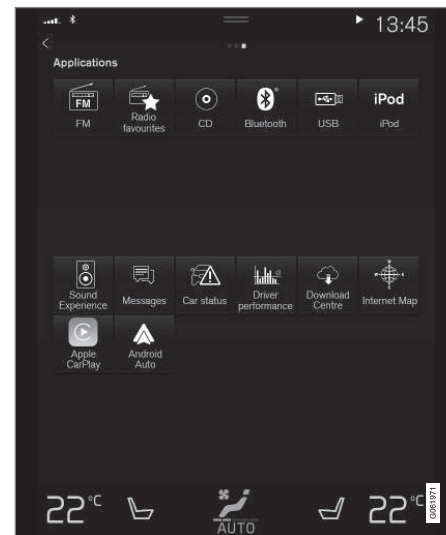 13:45
Applications
FM
iPod
FM
Radio
favourites
CD
Bluetooth
USB
iPod
Sound
Experience
Messages
Car status
Driver
performance
Download
Centre
Internet Map
Apple
CarPlay
Android
Auto
22°C
22°C
AUTO
G061971